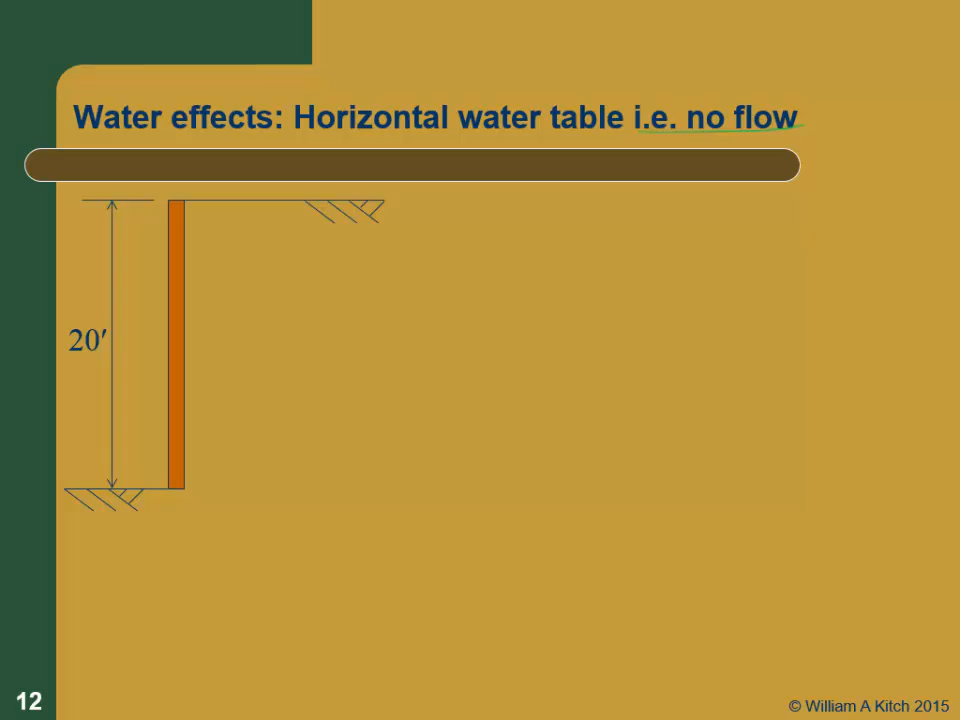 Water effects: Horizontal water table i.e. no flow
20′
12
© William A Kitch 2015